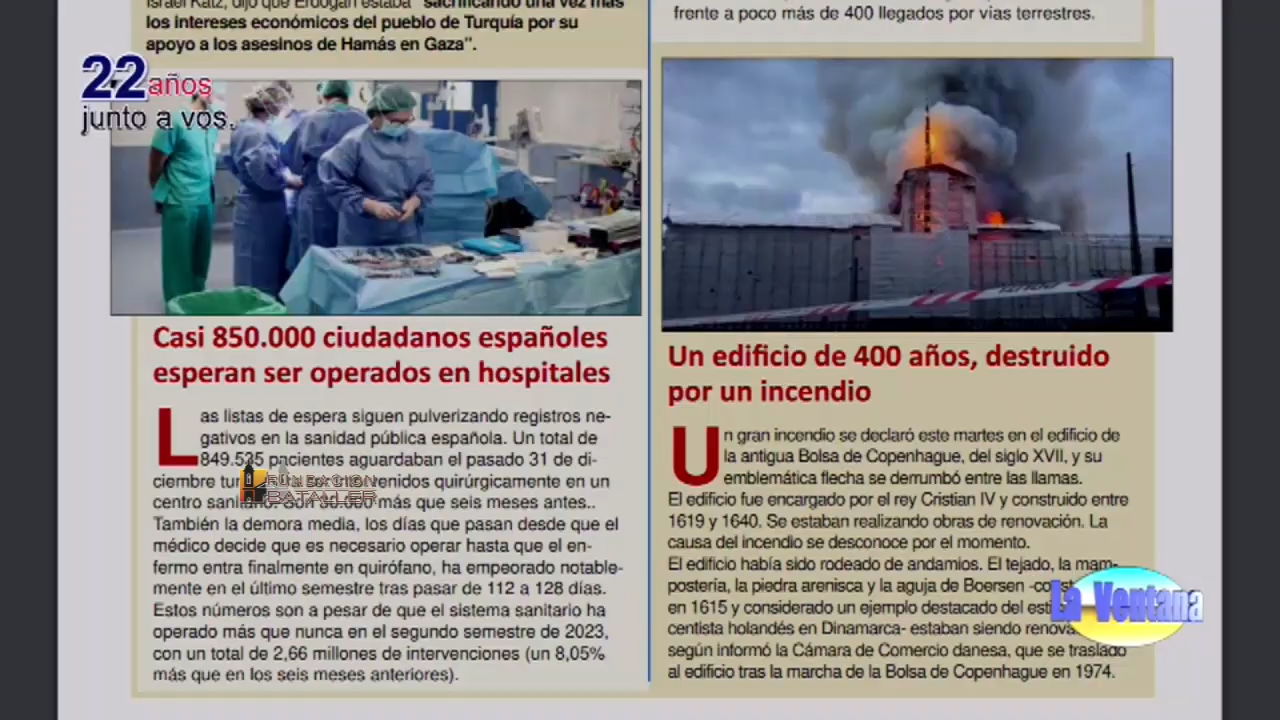 Israel Katz, dijo que Erdogan estaba "sacrificando una vez más
los intereses económicos del pueblo de Turquía por su
apoyo a los asesinos de Hamás en Gaza".
22 años
junto a vos.
Casi 850.000 ciudadanos españoles
esperan ser operados en hospitales
Las listas de espera siguen pulverizando registros ne-
gativos en la sanidad pública española. Un total de
849.535 pacientes aguardaban el pasado 31 de di-
ciembre venidos quirúrgicamente en un
centro más que seis meses antes..
También la demora media, los días que pasan desde que el
médico decide que es necesario operar hasta que el en-
fermo entra finalmente en quirófano, ha empeorado notable-
mente en el último semestre tras pasar de 112 a 128 días.
Estos números son a pesar de que el sistema sanitario ha
operado más que nunca en el segundo semestre de 2023,
con un total de 2,66 millones de intervenciones (un 8,05%
más que en los seis meses anteriores).
FUNDACION
BATALLER
frente a poco más de 400 llegados por vías terrestres.
Un edificio de 400 años, destruido
por un incendio
Un gran incendio se declaró este martes en el edificio de
la antigua Bolsa de Copenhague, del siglo XVII, y su
emblemática flecha se derrumbó entre las llamas.
El edificio fue encargado por el rey Cristian IV y construido entre
1619 y 1640. Se estaban realizando obras de renovación. La
causa del incendio se desconoce por el momento.
El edificio había sido rodeado de andamios. El tejado, la mam-
postería, la piedra arenisca y la aguja de Boersen
en 1615 y considerado un ejemplo destacado del
centista holandés en Dinamarca- estaban siendo
según informó la Cámara de Comercio danesa, que se trasladó
al edificio tras la marcha de la Bolsa de Copenhague en 1974.
La Ventana